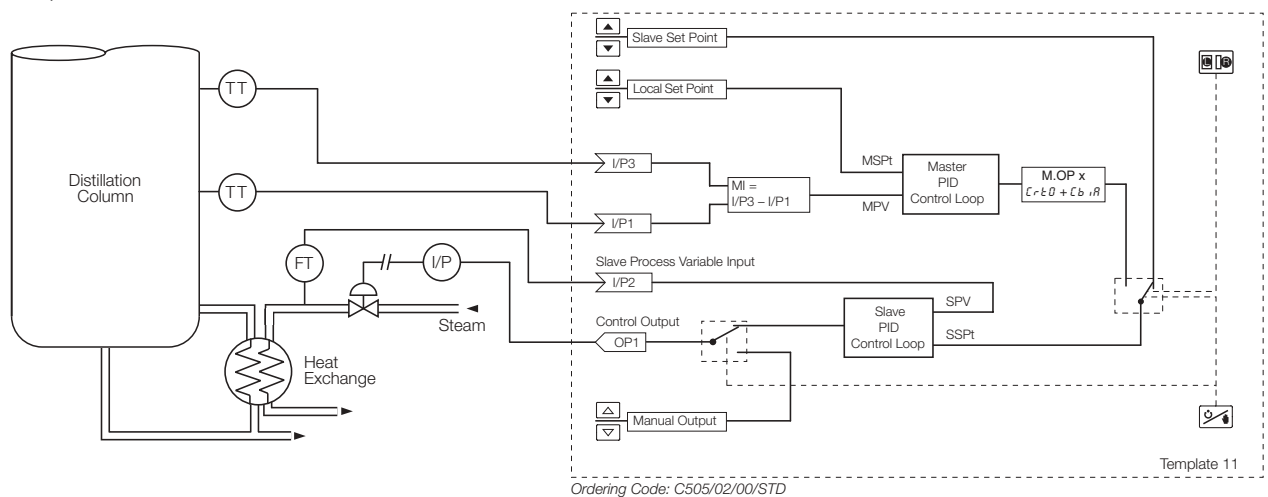 Slave Set Point
Local Set Point
L R
TT
Distillation
Column
TT
I/P3
MI =
I/P3 – I/P1
I/P1
MSPt
MPV
Master
PID
Control Loop
M.OP x
CrtO + CbiA
FT
I/P
Steam
Slave Process Variable Input
I/P2
Control Output
OP1
SPV
SSPt
Slave
PID
Control Loop
Heat
Exchange
Manual Output
Template 11
Ordering Code: C505/02/00/STD